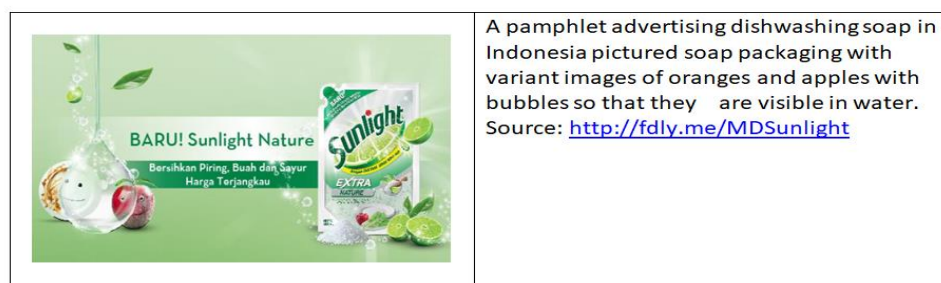 BARU! Sunlight Nature
Bersihkan Piring, Buah dan Sayur
Harga Terjangkau
Sunlight
EXTRA
NATURE
A pamphlet advertising dishwashing soap in
Indonesia pictured soap packaging with
variant images of oranges and apples with
bubbles so that they are visible in water.
Source: http://fdly.me/MDSunlight